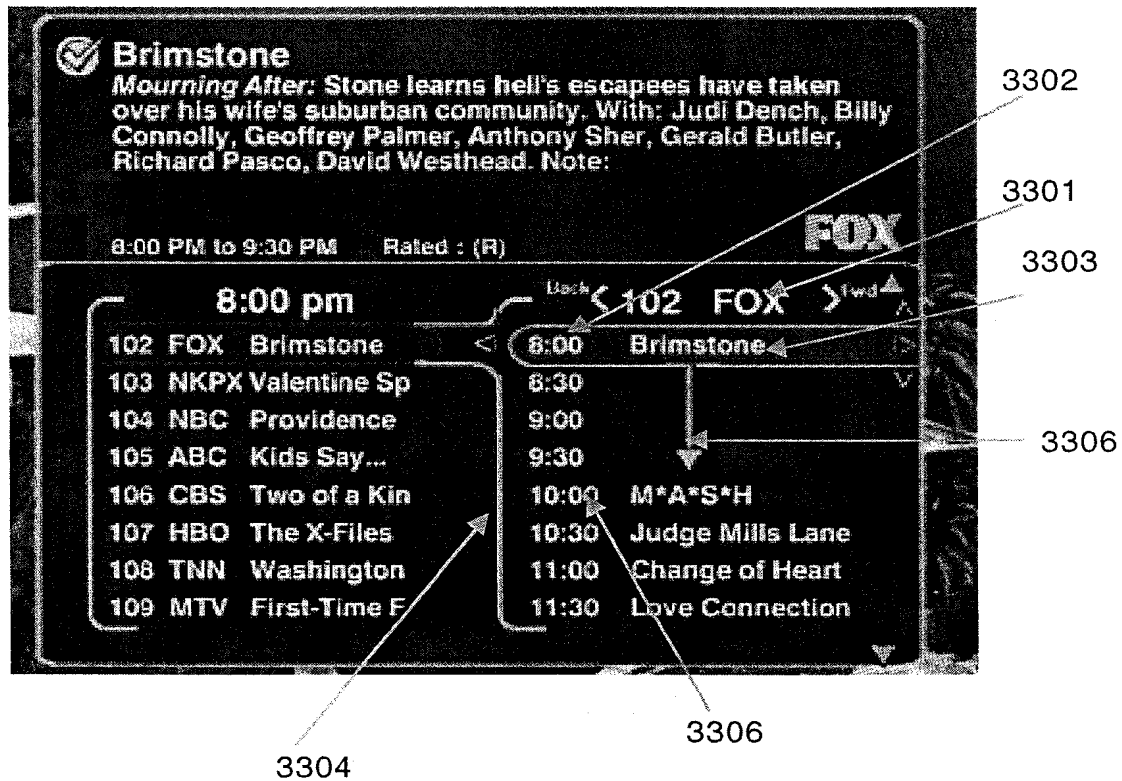 Brimstone
Mourning After: Stone learns hell's escapees have taken
over his wife's suburban community. With: Judi Dench, Billy
Connolly, Geoffrey Palmer, Anthony Sher, Gerald Butler,
Richard Pasco, David Westhead. Note:
8:00 PM to 9:30 PM Rated : (R)
FOX
8:00 pm
102 FOX Brimstone
103 NKPX Valentine Sp
104 NBC Providence
105 ABC Kids Say...
106 CBS Two of a Kin
107 HBO The X-Files
108 TNN Washington
109 MTV First-Time F
Back < 102 FOX > Fwd
8:00 Brimstone
8:30
9:00
9:30
10:00 M*A*S*H
10:30 Judge Mills Lane
11:00 Change of Heart
11:30 Love Connection
3302
3301
3303
3306
3306
3304